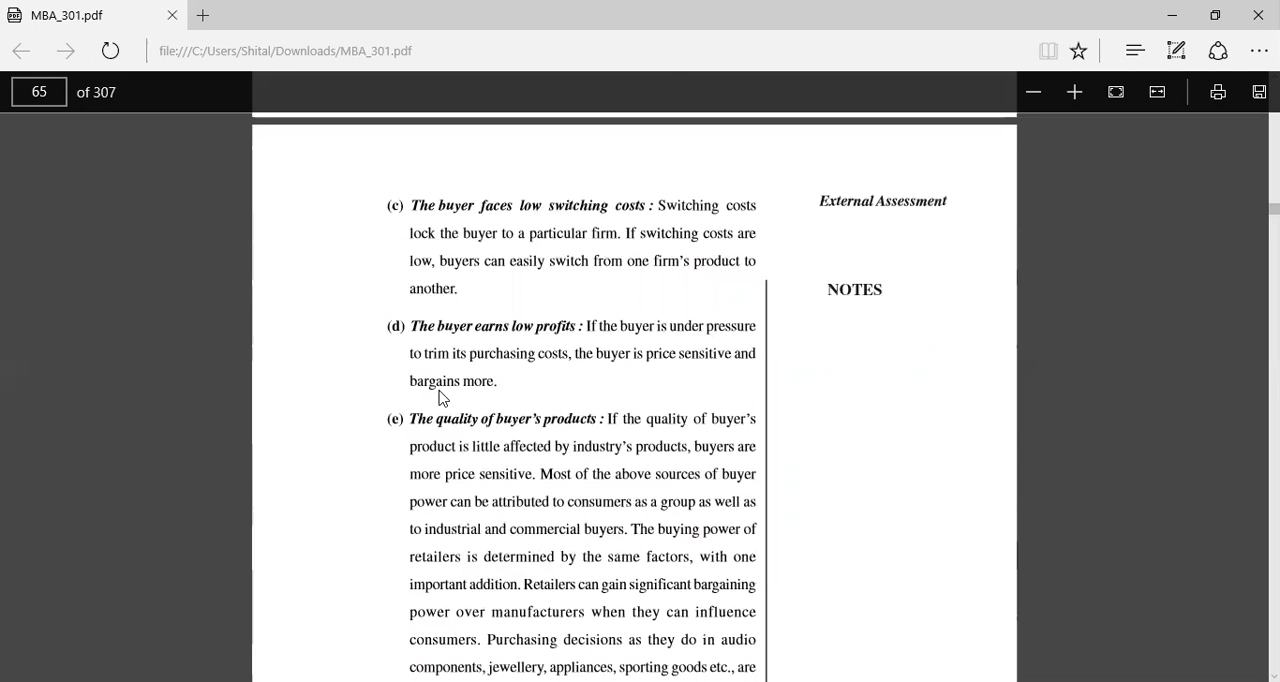 MBA_301.pdf
file:///C:/Users/Shital/Downloads/MBA_301.pdf
65 of 307
(c) The buyer faces low switching costs : Switching costs
lock the buyer to a particular firm. If switching costs are
low, buyers can easily switch from one firm's product to
another.
(d) The buyer earns low profits : If the buyer is under pressure
to trim its purchasing costs, the buyer is price sensitive and
bargains more.
(e) The quality of buyer's products : If the quality of buyer's
product is little affected by industry's products, buyers are
more price sensitive. Most of the above sources of buyer
power can be attributed to consumers as a group as well as
to industrial and commercial buyers. The buying power of
retailers is determined by the same factors, with one
important addition. Retailers can gain significant bargaining
power over manufacturers when they can influence
consumers. Purchasing decisions as they do in audio
components, jewellery, appliances, sporting goods etc., are
External Assessment
NOTES